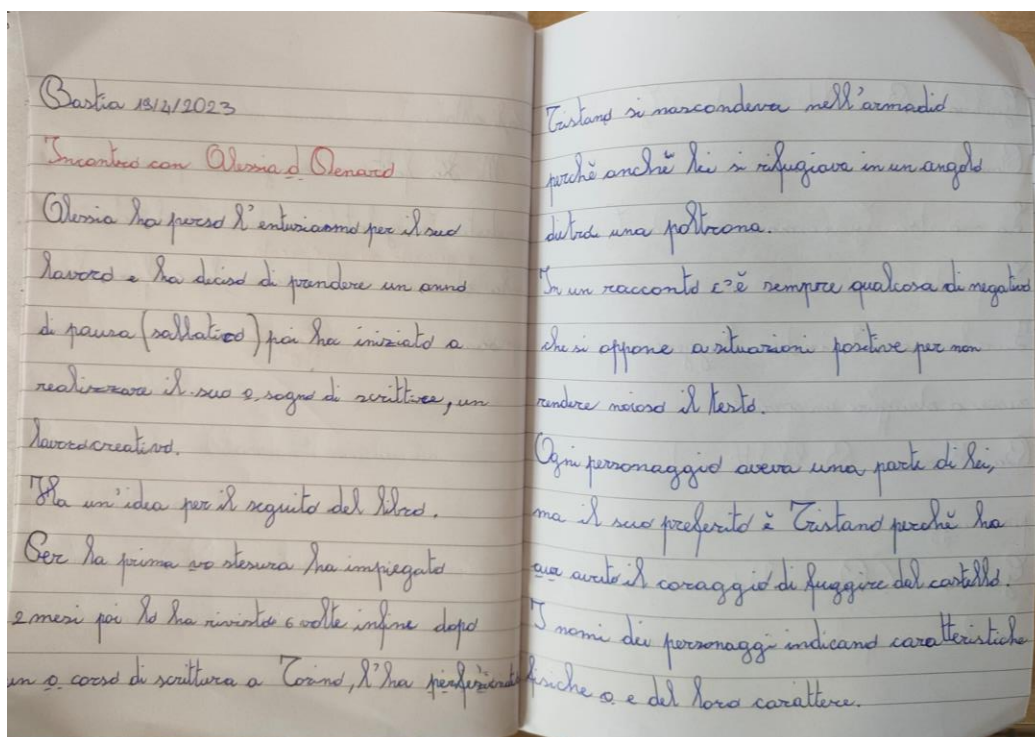 Bastia 19/4/2023
Incontro con Alessia d Renard
Alessia ha perso l'entusiasmo per il suo
lavoro e ha deciso di prendere un anno
di pausa (sabbatico) poi ha iniziato a
realizzare il suo sogno di scrittice, un
lavoro creativo.
Ha un'idea per il seguito del libro.
Per la prima stesura ha impiegato
2 mesi poi lo ha rivisto 6 volte infine dopo
un corso di scrittura a Torino, l'ha perfezionato
Tristano si nascondeva nell'armadio
perchè anchè lei si rifugiava in un angolo
dietro una poltrona.
In un racconto c'è sempre qualcosa di negativo
che si oppone a situazioni positive per non
rendere noioso il testo.
Ogni personaggio aveva una parte di lei,
ma il suo preferito è Tristano perchè ha
avuto il coraggio di fuggire dal castello.
I nomi dei personaggi indicano caratteristiche
fisiche e del loro carattere.